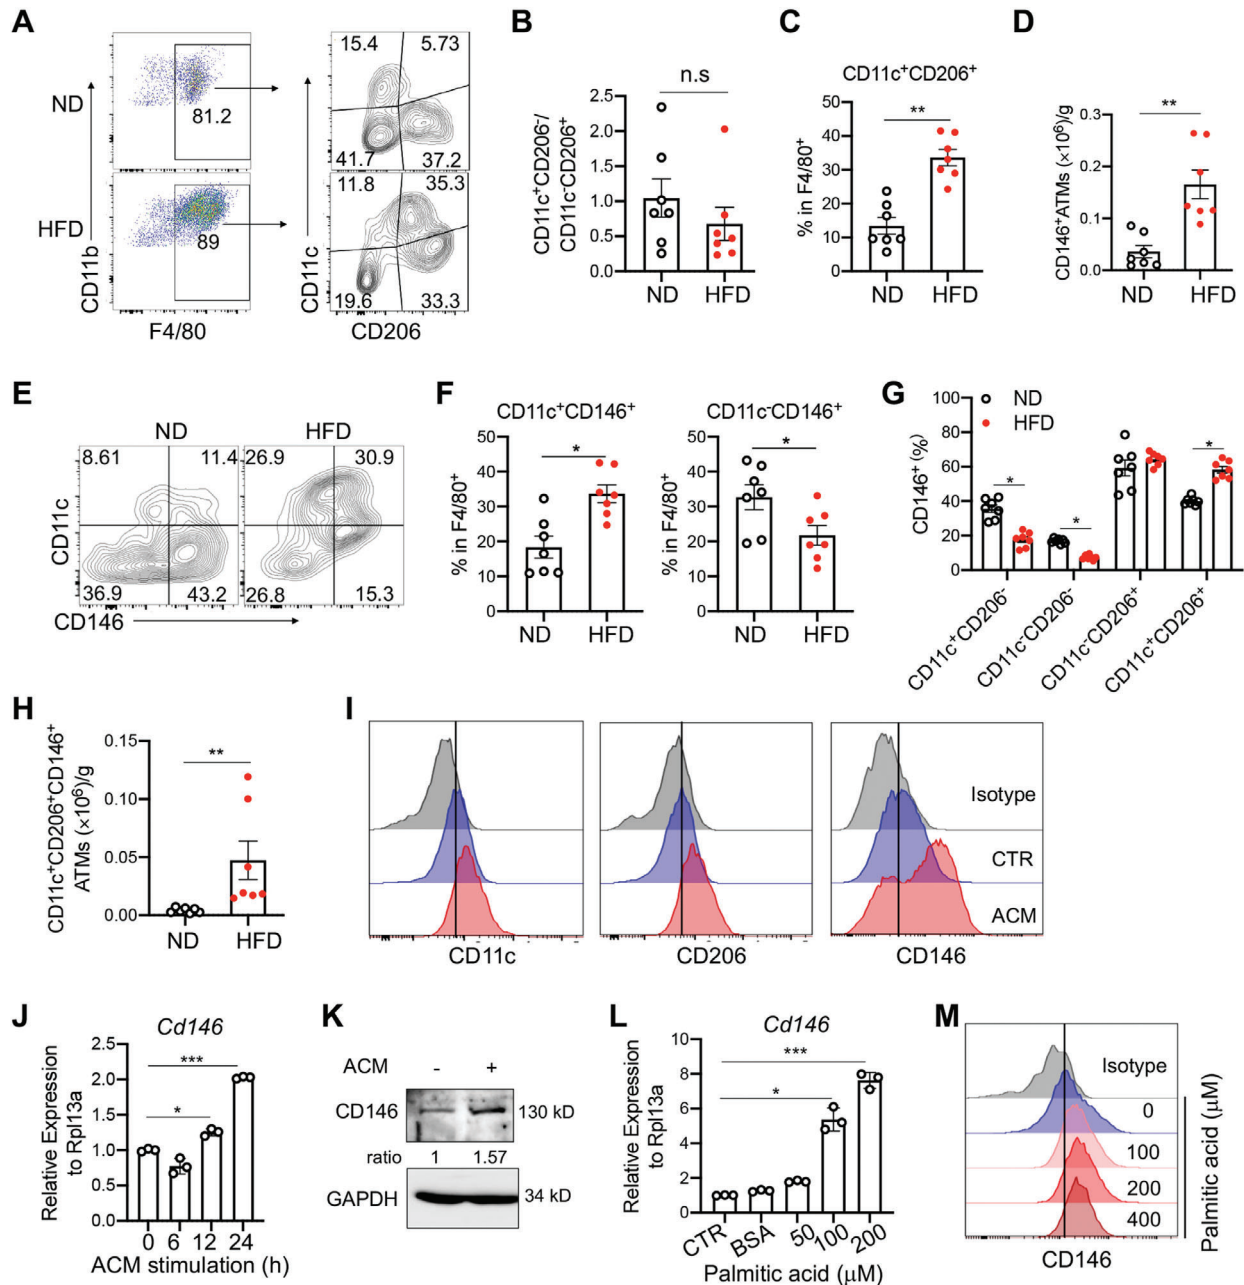 A
ND
81.2
15.4
5.73
41.7
37.2
HFD
89
11.8
35.3
19.6
33.3
CD11b
F4/80
CD11c
CD206
B
n.s
2.5
2.0
1.5
1.0
0.5
0.0
CD11c+CD206-/
CD11c-CD206+
ND
HFD
C
CD11c+CD206+
**
50
40
30
20
10
0
% in F4/80+
ND
HFD
D
**
0.3
0.2
0.1
0.0
CD146+ATMs (×10⁶)/g
ND
HFD
E
ND
HFD
8.61
11.4
26.9
30.9
36.9
43.2
26.8
15.3
CD11c
CD146
F
CD11c+CD146+
*
50
40
30
20
10
0
% in F4/80+
ND
HFD
CD11c-CD146+
*
50
40
30
20
10
0
% in F4/80+
ND
HFD
G
ND
HFD
100
80
60
40
20
0
CD146+ (%)
*
*
*
CD11c+CD206-
CD11c-CD206-
CD11c-CD206+
CD11c+CD206+
H
**
0.15
0.10
0.05
0.00
CD11c+CD206+CD146+
ATMs (×10⁶)/g
ND
HFD
I
Isotype
CTR
ACM
CD11c
CD206
CD146
J
Cd146
***
*
2.5
2.0
1.5
1.0
0.5
0.0
Relative Expression
to Rpl13a
0 6 12 24
ACM stimulation (h)
K
ACM - +
CD146 130 kD
ratio 1 1.57
GAPDH 34 kD
L
Cd146
***
*
10
8
6
4
2
0
Relative Expression
to Rpl13a
CTR BSA 50 100 200
Palmitic acid (μM)
M
Isotype
0
100
200
400
Palmitic acid (μM)
CD146